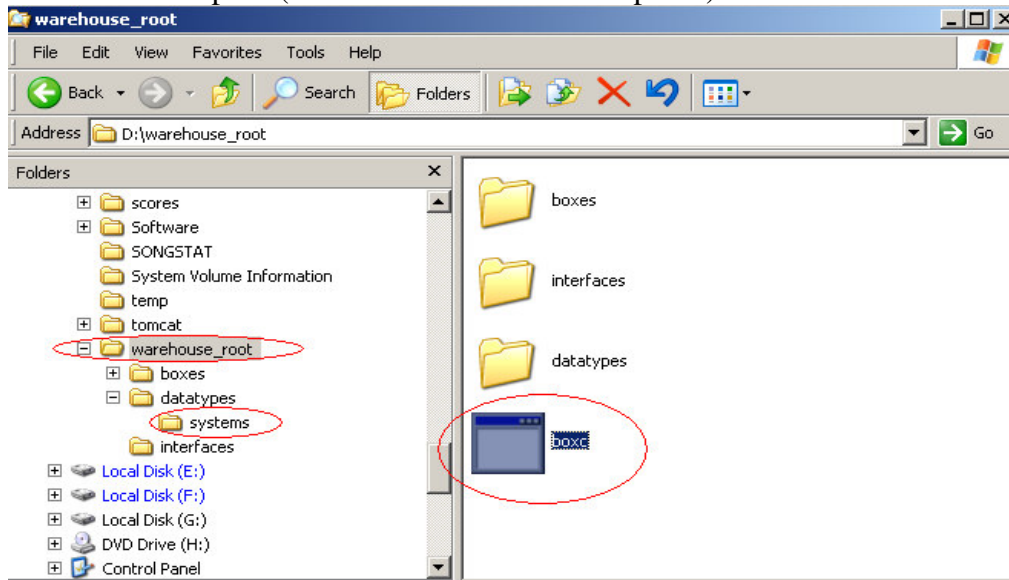 warehouse_root
File Edit View Favorites Tools Help
Back Search Folders
Address D:\warehouse_root Go
Folders x
scores
Software
SONGSTAT
System Volume Information
temp
tomcat
warehouse_root
boxes
datatypes
systems
interfaces
Local Disk (E:)
Local Disk (F:)
Local Disk (G:)
DVD Drive (H:)
Control Panel
boxes
interfaces
datatypes
boxc